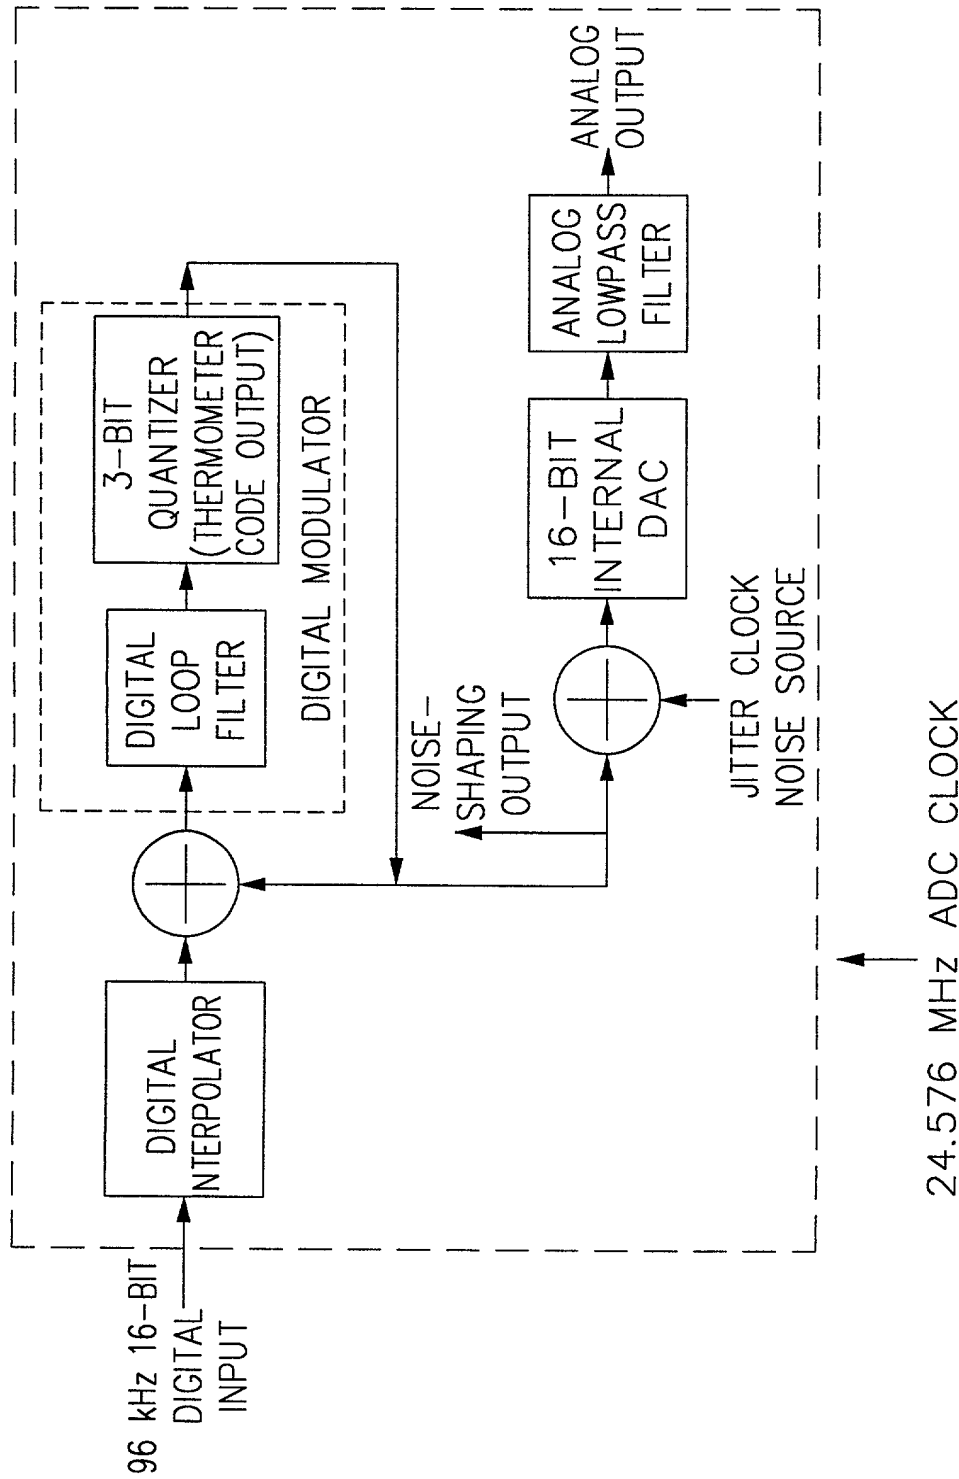 96 kHz 16-BIT
DIGITAL
INPUT
DIGITAL
NTERPOLATOR
DIGITAL
LOOP
FILTER
3-BIT
QUANTIZER
(THERMOMETER
CODE OUTPUT)
DIGITAL MODULATOR
NOISE-
SHAPING
OUTPUT
JITTER CLOCK
NOISE SOURCE
16-BIT
INTERNAL
DAC
ANALOG
LOWPASS
FILTER
ANALOG
OUTPUT
24.576 MHz ADC CLOCK